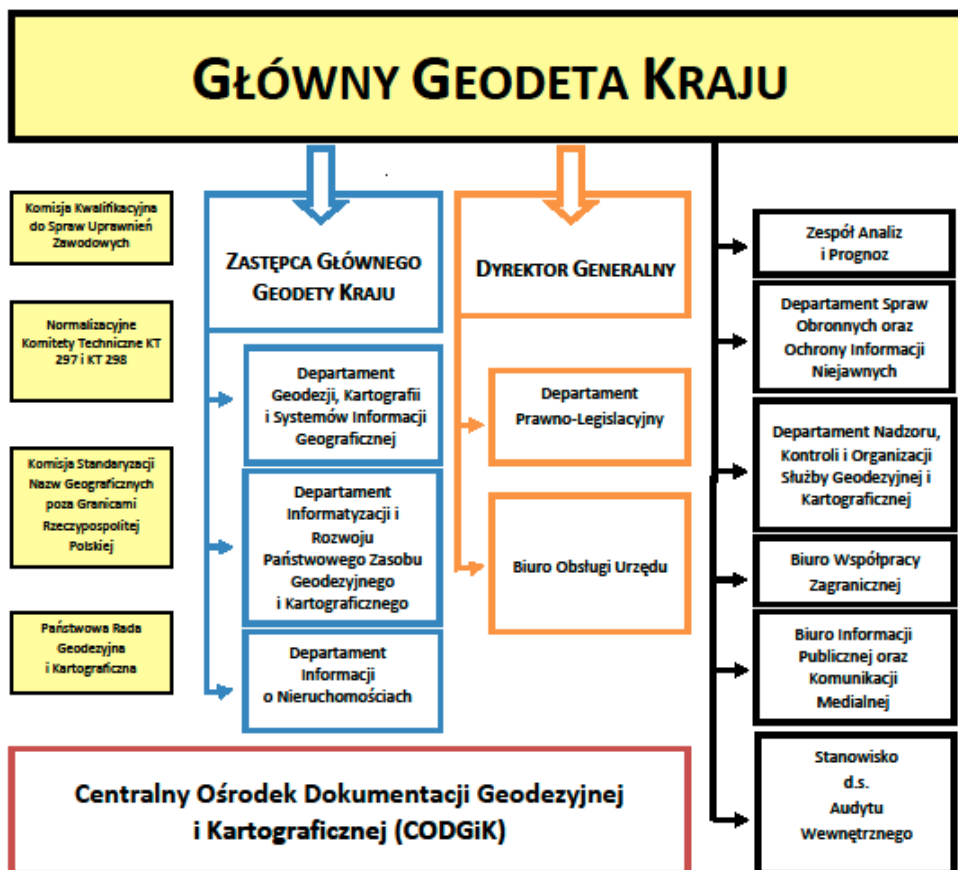 GŁÓWNY GEODETA KRAJU
Komisja Kwalifikacyjna
do Spraw Uprawnień
Zawodowych
Normalizacyjne
Komitety Techniczne KT
297 i KT 298
Komisja Standaryzacji
Nazw Geograficznych
poza Granicami
Rzeczypospolitej
Polskiej
Państwowa Rada
Geodezyjna
i Kartograficzna
ZASTĘPCA GŁÓWNEGO
GEODETY KRAJU
Departament
Geodezji, Kartografii
i Systemów Informacji
Geograficznej
Departament
Informatyzacji i
Rozwoju
Państwowego Zasobu
Geodezyjnego
i Kartograficznego
Departament
Informacji
o Nieruchomościach
DYREKTOR GENERALNY
Departament
Prawno-Legislacyjny
Biuro Obsługi Urzędu
Zespół Analiz
i Prognoz
Departament Spraw
Obronnych oraz
Ochrony Informacji
Niejawnych
Departament Nadzoru,
Kontroli i Organizacji
Służby Geodezyjnej i
Kartograficznej
Biuro Współpracy
Zagranicznej
Biuro Informacji
Publicznej oraz
Komunikacji
Medialnej
Stanowisko
d.s.
Audytu
Wewnętrznego
Centralny Ośrodek Dokumentacji Geodezyjnej
i Kartograficznej (CODGiK)